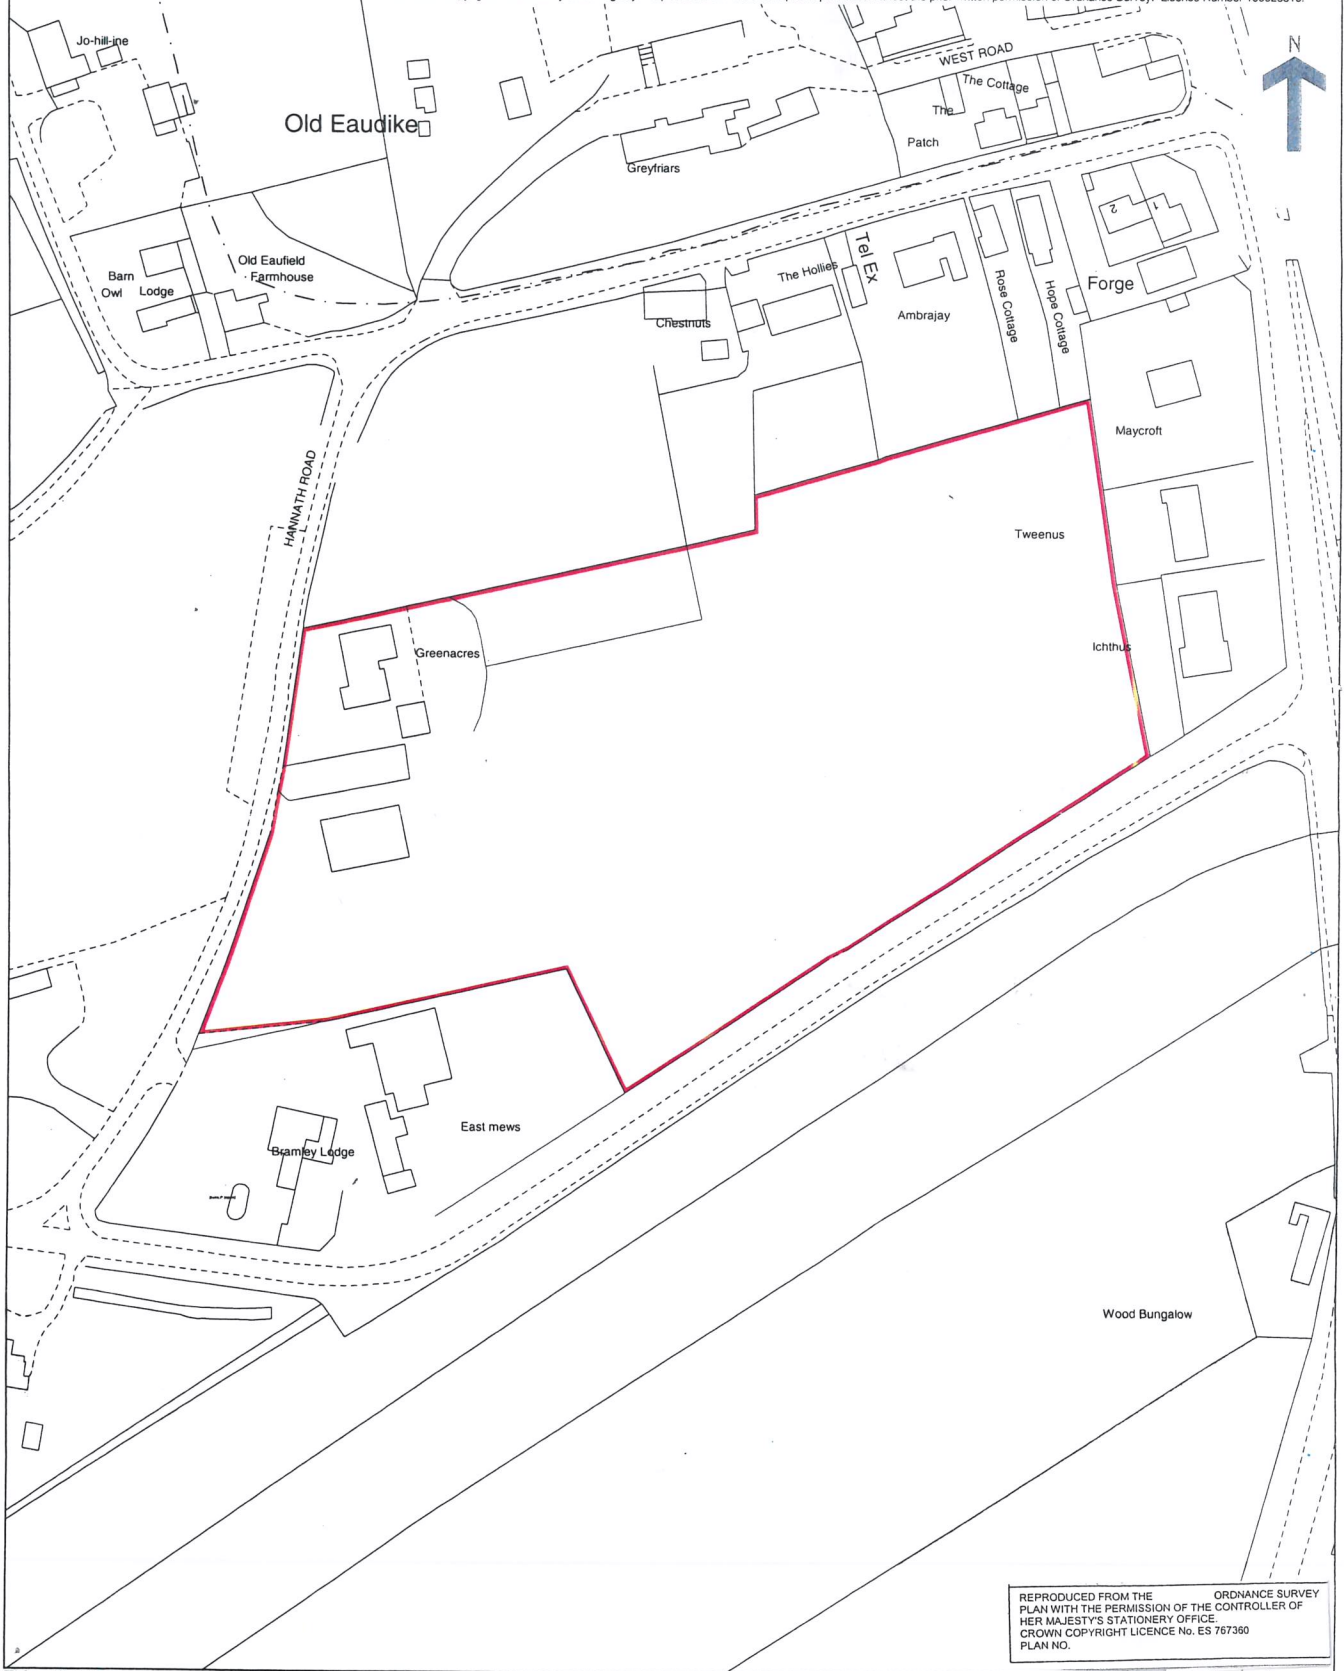 N
Jo-hill-ine
WEST ROAD
The Cottage
Old Eaudike
The
Patch
Greyfriars
2
1
Old Eaufield
Farmhouse
Barn
Owl Lodge
The Hollies
Tel Ex
Rose Cottage
Hope Cottage
Forge
Chestnuts
Ambrajay
Maycroft
HANNATH ROAD
Tweenus
Greenacres
Ichthus
East mews
Bramley Lodge
Wood Bungalow
REPRODUCED FROM THE ORDNANCE SURVEY
PLAN WITH THE PERMISSION OF THE CONTROLLER OF
HER MAJESTY'S STATIONERY OFFICE.
CROWN COPYRIGHT LICENCE No. ES 767360
PLAN NO.